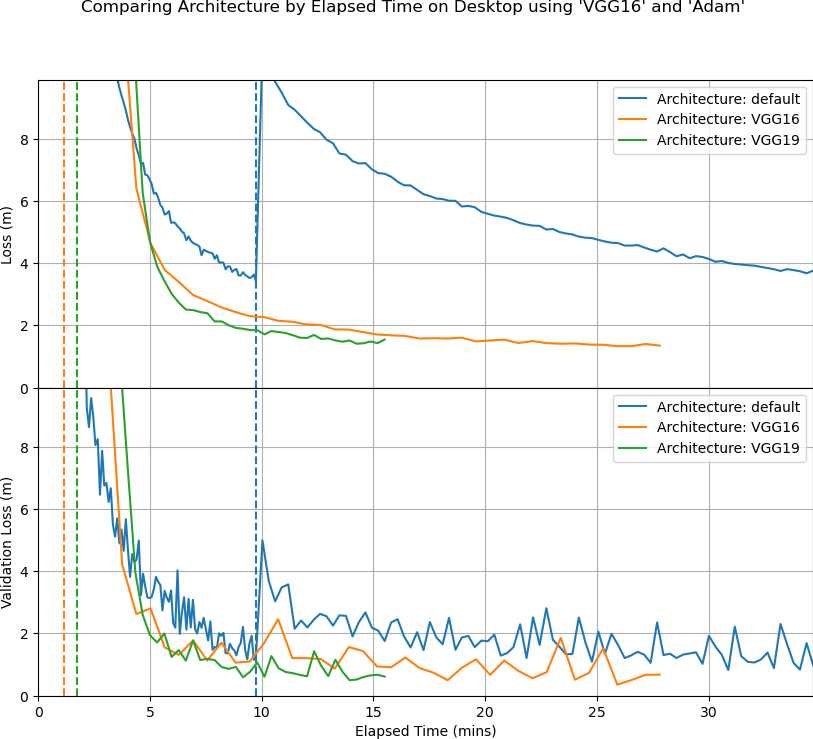 Comparing Architecture by Elapsed Time on Desktop using 'VGG16' and 'Adam'
Architecture: default
Architecture: VGG16
Architecture: VGG19
8
6
4
2
0
Loss (m)
Architecture: default
Architecture: VGG16
Architecture: VGG19
8
6
4
2
0
Validation Loss (m)
0 5 10 15 20 25 30
Elapsed Time (mins)